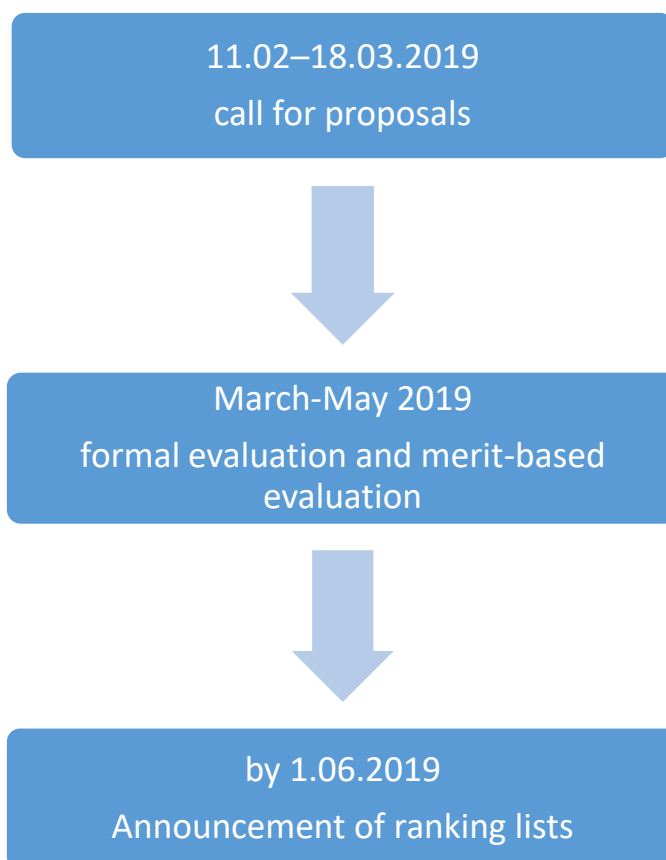 11.02–18.03.2019
call for proposals
March-May 2019
formal evaluation and merit-based
evaluation
by 1.06.2019
Announcement of ranking lists